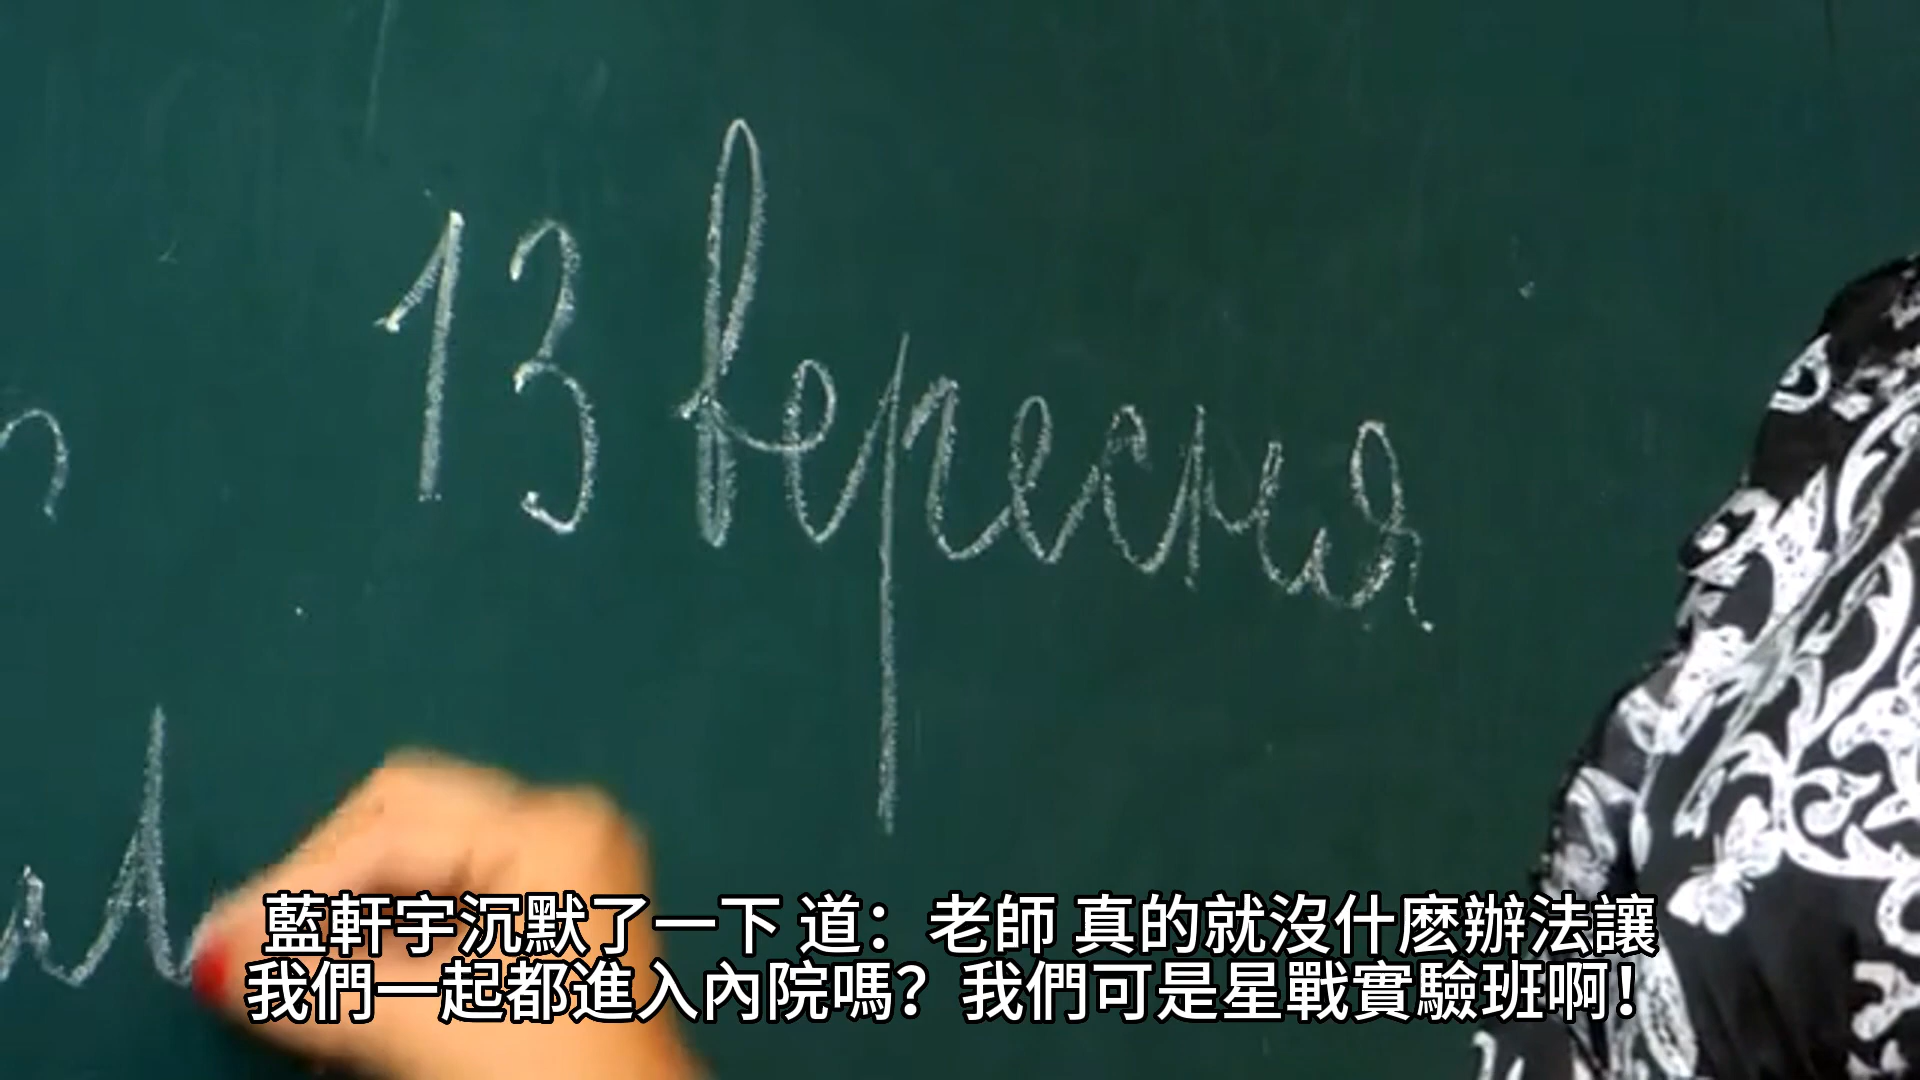 13 вересня
藍軒宇沉默了一下 道：老師 真的就沒什麽辦法讓
我們一起都進入內院嗎？我們可是星戰實驗班啊！